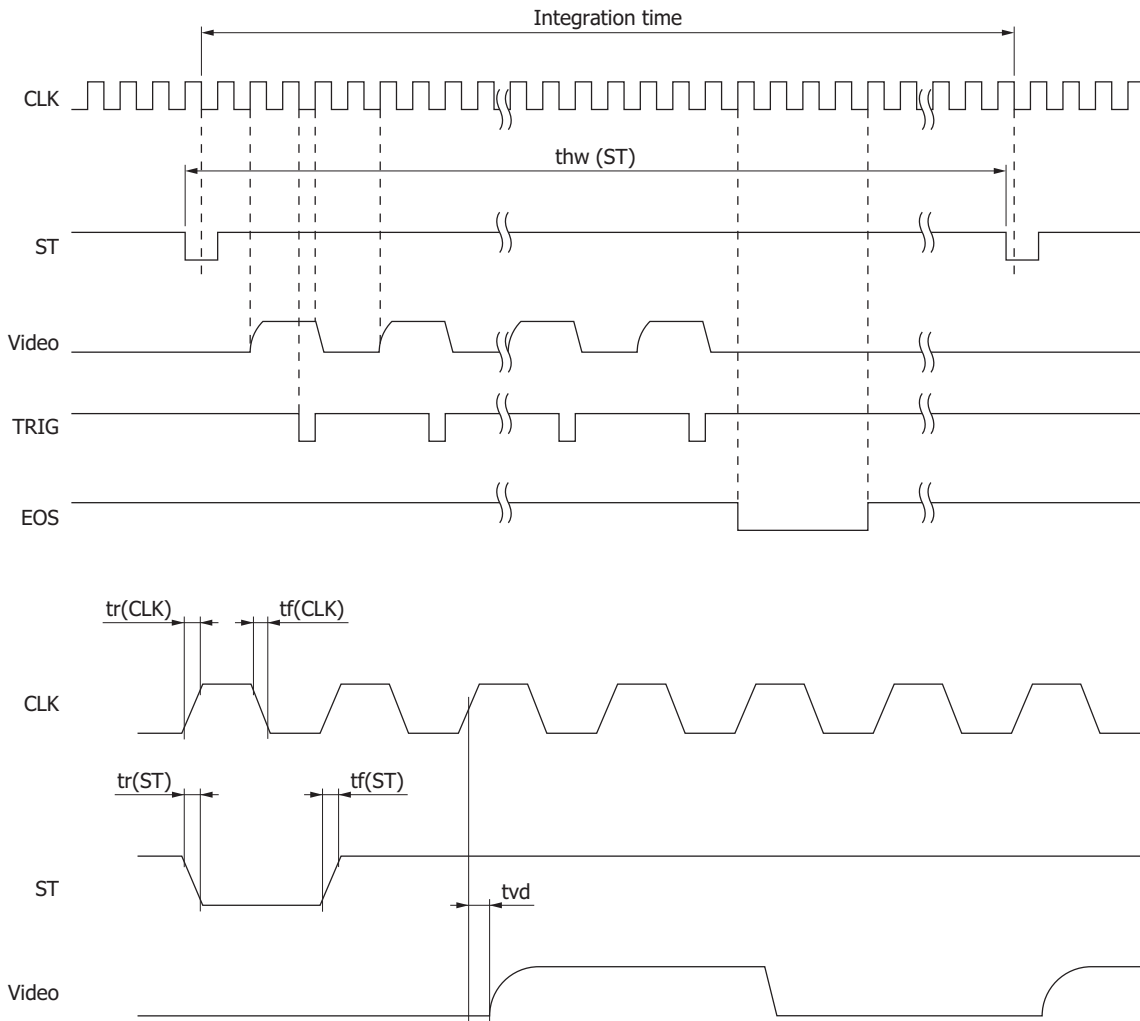 Integration time
CLK
thw (ST)
ST
Video
TRIG
EOS
tr(CLK)
tf(CLK)
CLK
tr(ST)
tf(ST)
ST
tvd
Video